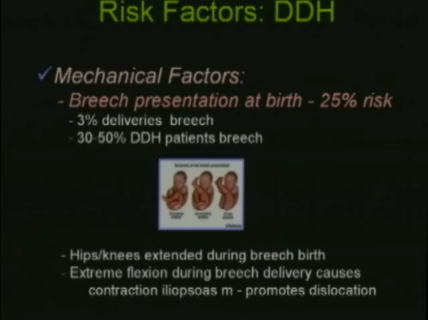 Risk Factors: DDH
✓Mechanical Factors:
- Breech presentation at birth - 25% risk
- 3% deliveries breech
- 30-50% DDH patients breech
- Hips/knees extended during breech birth
- Extreme flexion during breech delivery causes
contraction iliopsoas m - promotes dislocation